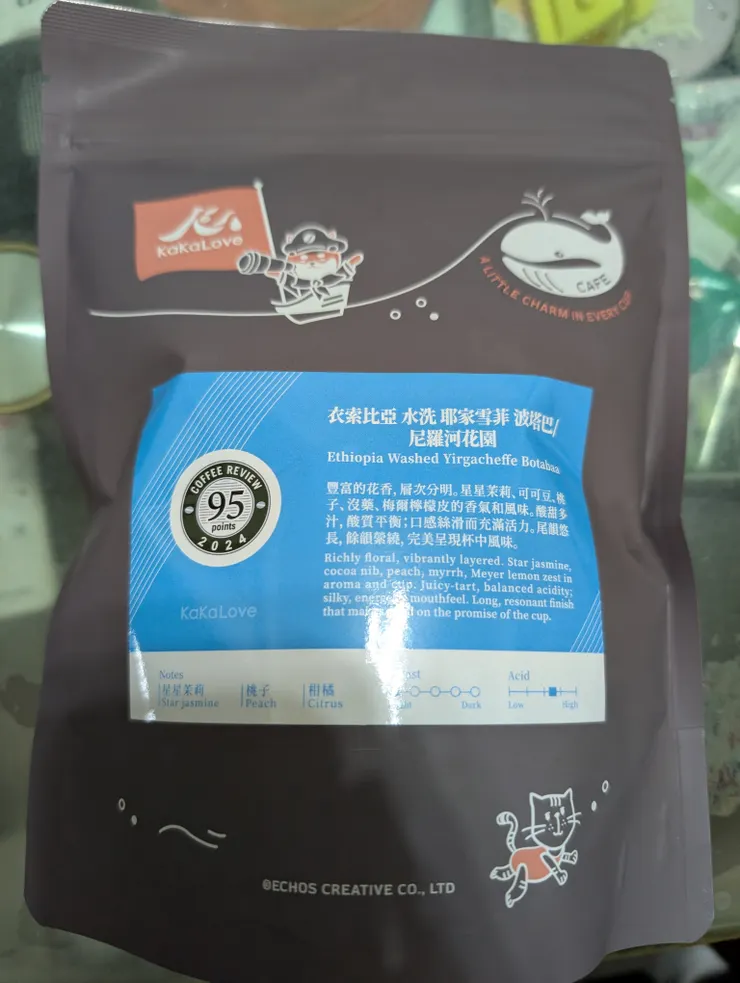 KaKaLove
CAFE
A LITTLE CHARM IN EVERY CUP
衣索比亞 水洗 耶家雪菲 波塔巴/
尼羅河花園
Ethiopia Washed Yirgacheffe Botabaa
COFFEE REVIEW
95
points
2024
豐富的花香, 層次分明。星星茉莉、可可豆、桃
子、沒藥、梅爾檸檬皮的香氣和風味。酸甜多
汁, 酸質平衡; 口感絲滑而充滿活力。尾韻悠
長, 餘韻縈繞, 完美呈現杯中風味。
Richly floral, vibrantly layered. Star jasmine,
cocoa nib, peach, myrrh, Meyer lemon zest in
aroma and cup. Juicy-tart, balanced acidity;
silky, mouthfeel. Long, resonant finish
that on the promise of the cup.
KaKaLove
Notes
星星茉莉 桃子 柑橘
Star jasmine Peach Citrus
Dark
Acid
Low High
©ECHOS CREATIVE CO., LTD